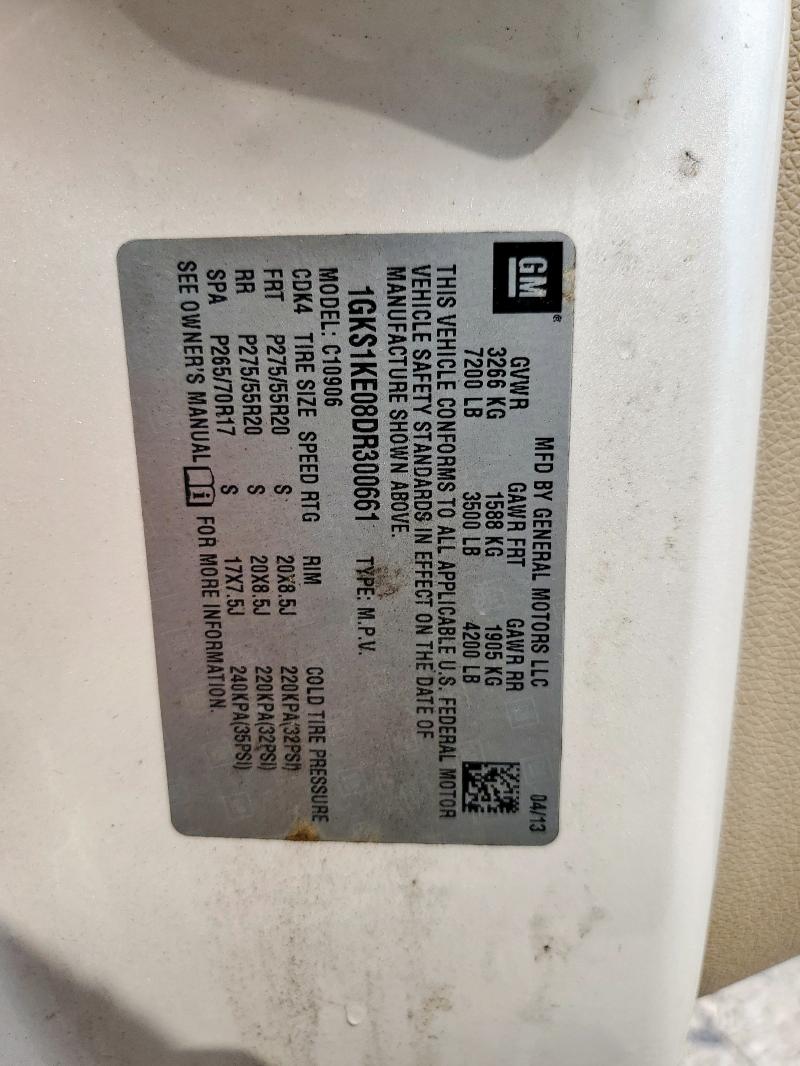 GM ®
MFD BY GENERAL MOTORS LLC 04/13
GVWR GAWR FRT GAWR RR
3266 KG 1588 KG 1905 KG
7200 LB 3500 LB 4200 LB
THIS VEHICLE CONFORMS TO ALL APPLICABLE U.S. FEDERAL MOTOR
VEHICLE SAFETY STANDARDS IN EFFECT ON THE DATE OF
MANUFACTURE SHOWN ABOVE.
1GKS1KE08DR300661 TYPE: M.P.V.
MODEL: C10906
CDK4 TIRE SIZE SPEED RTG RIM COLD TIRE PRESSURE
FRT P275/55R20 S 20X8.5J 220KPA(32PSI)
RR P275/55R20 S 20X8.5J 220KPA(32PSI)
SPA P265/70R17 S 17X7.5J 240KPA(35PSI)
SEE OWNER'S MANUAL i FOR MORE INFORMATION.